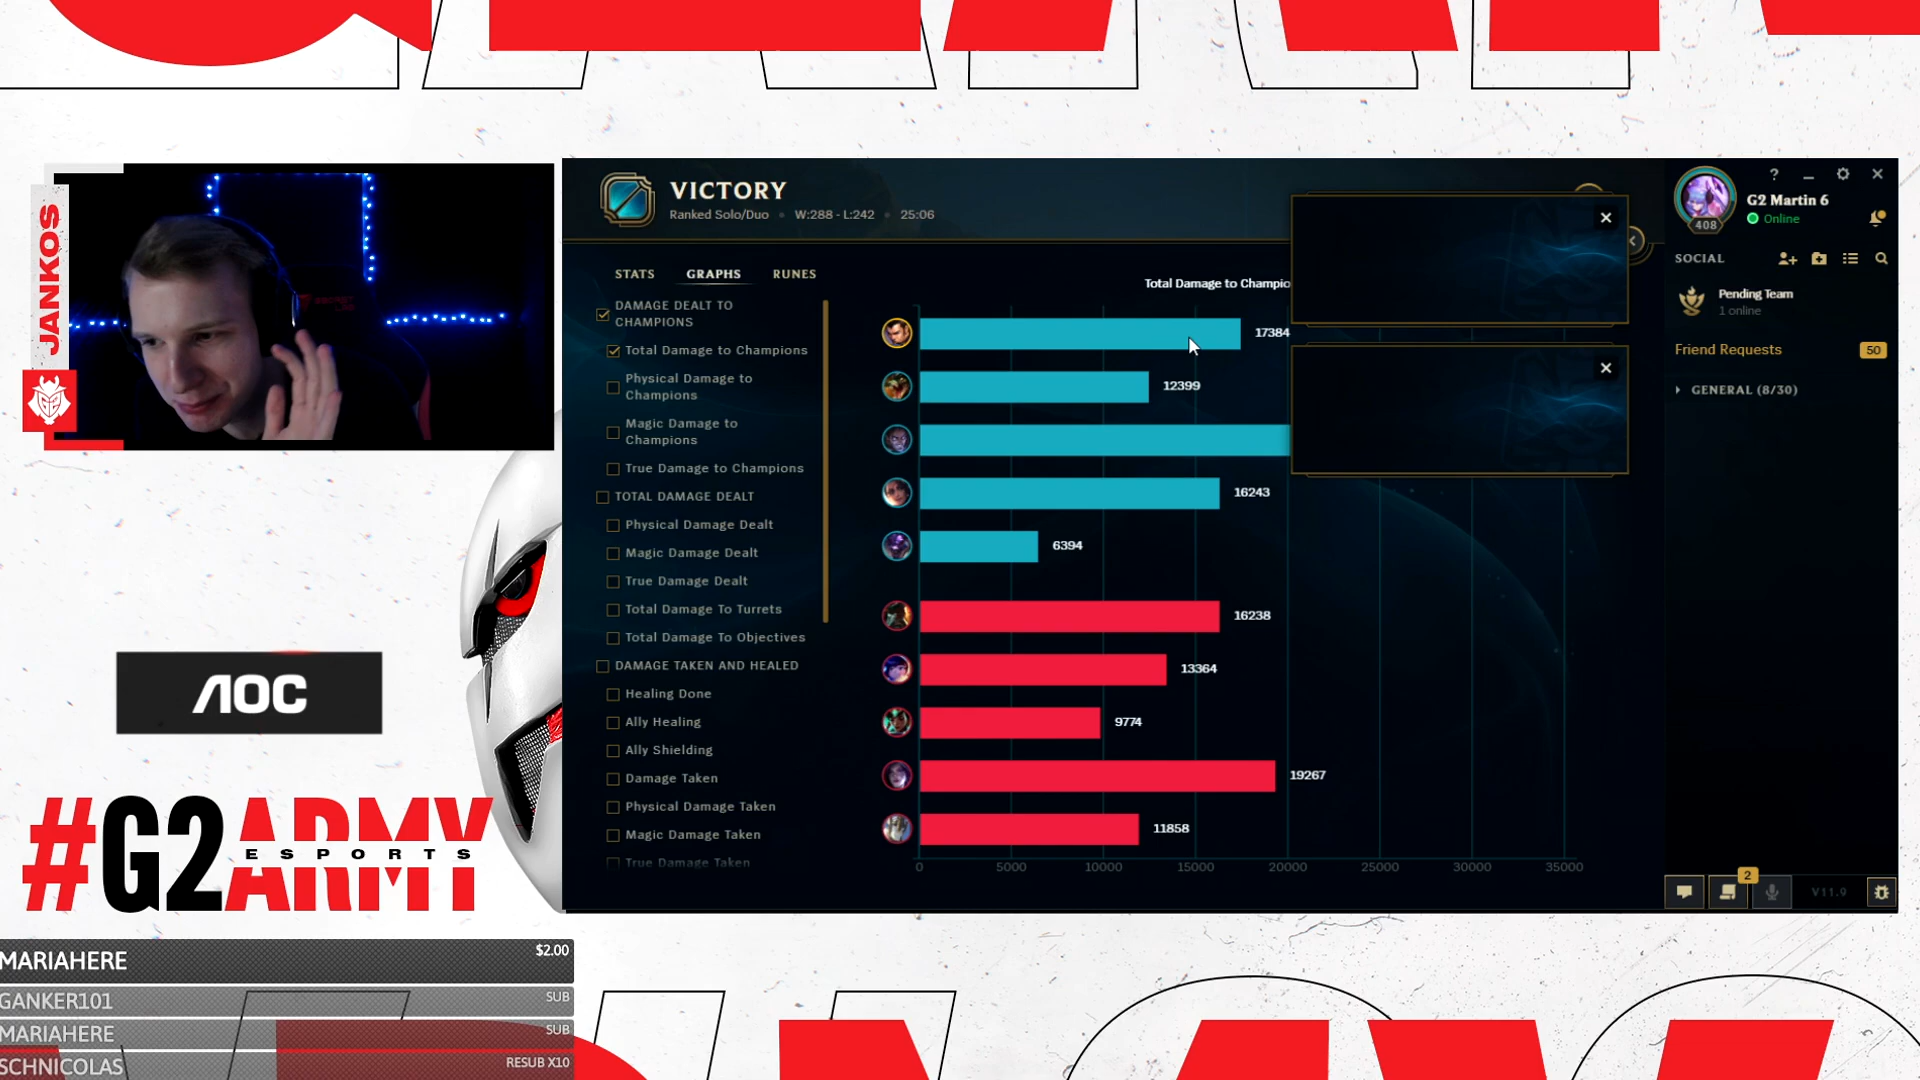 JANKOS
AOC
#G2ARMY
ESPORTS
MARIAHERE $2.00
GANKER101 SUB
MARIAHERE SUB
SCHNICOLAS RESUB X10
VICTORY
Ranked Solo/Duo • W:288 - L:242 • 25:06
STATS GRAPHS RUNES
DAMAGE DEALT TO
CHAMPIONS
Total Damage to Champions
Physical Damage to
Champions
Magic Damage to
Champions
True Damage to Champions
TOTAL DAMAGE DEALT
Physical Damage Dealt
Magic Damage Dealt
True Damage Dealt
Total Damage To Turrets
Total Damage To Objectives
DAMAGE TAKEN AND HEALED
Healing Done
Ally Healing
Ally Shielding
Damage Taken
Physical Damage Taken
Magic Damage Taken
True Damage Taken
Total Damage to Champio
17384
12399
16243
6394
16238
13364
9774
19267
11858
0 5000 10000 15000 20000 25000 30000 35000
?
G2 Martin 6
Online
408
SOCIAL
Pending Team
1 online
Friend Requests 50
GENERAL (8/30)
2
V11.9